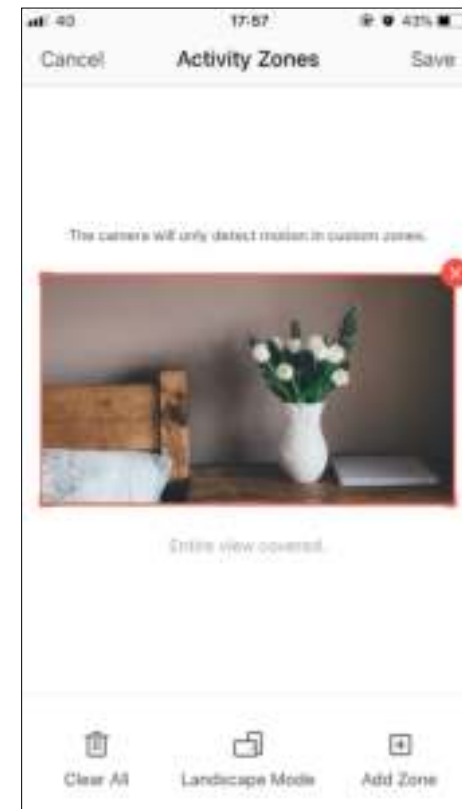 4G 17:57 43%
Cancel Activity Zones Save
The camera will only detect motion in custom zones.
Entire view covered.
Clear All Landscape Mode Add Zone